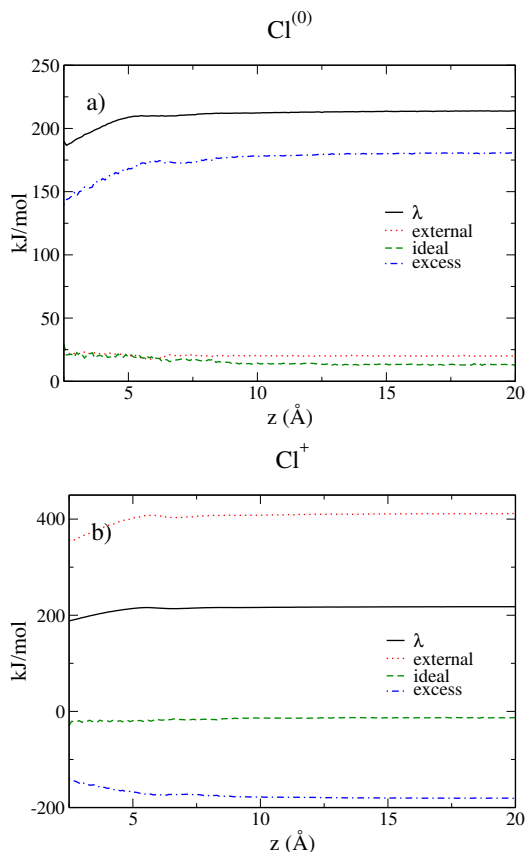 Cl(0)
250
200
150
100
50
0
kJ/mol
a)
λ
external
ideal
excess
5
10
15
20
z (Å)
Cl+
400
200
0
-200
kJ/mol
b)
λ
external
ideal
excess
5
10
15
20
z (Å)